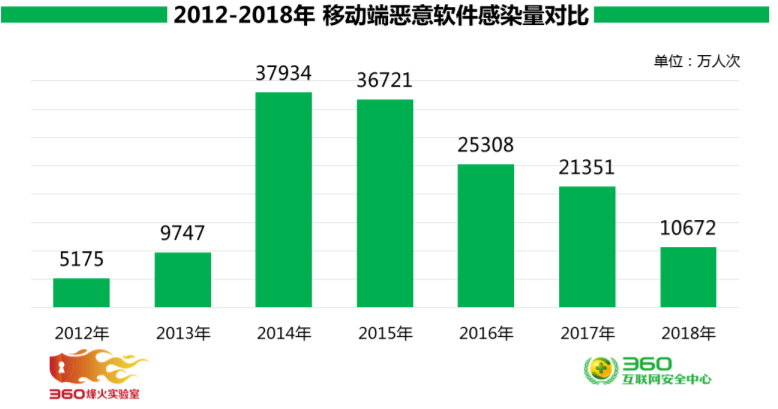 2012-2018年 移动端恶意软件感染量对比
单位：万人次
37934
36721
25308
21351
10672
9747
5175
2012年 2013年 2014年 2015年 2016年 2017年 2018年
360烽火实验室
360
互联网安全中心